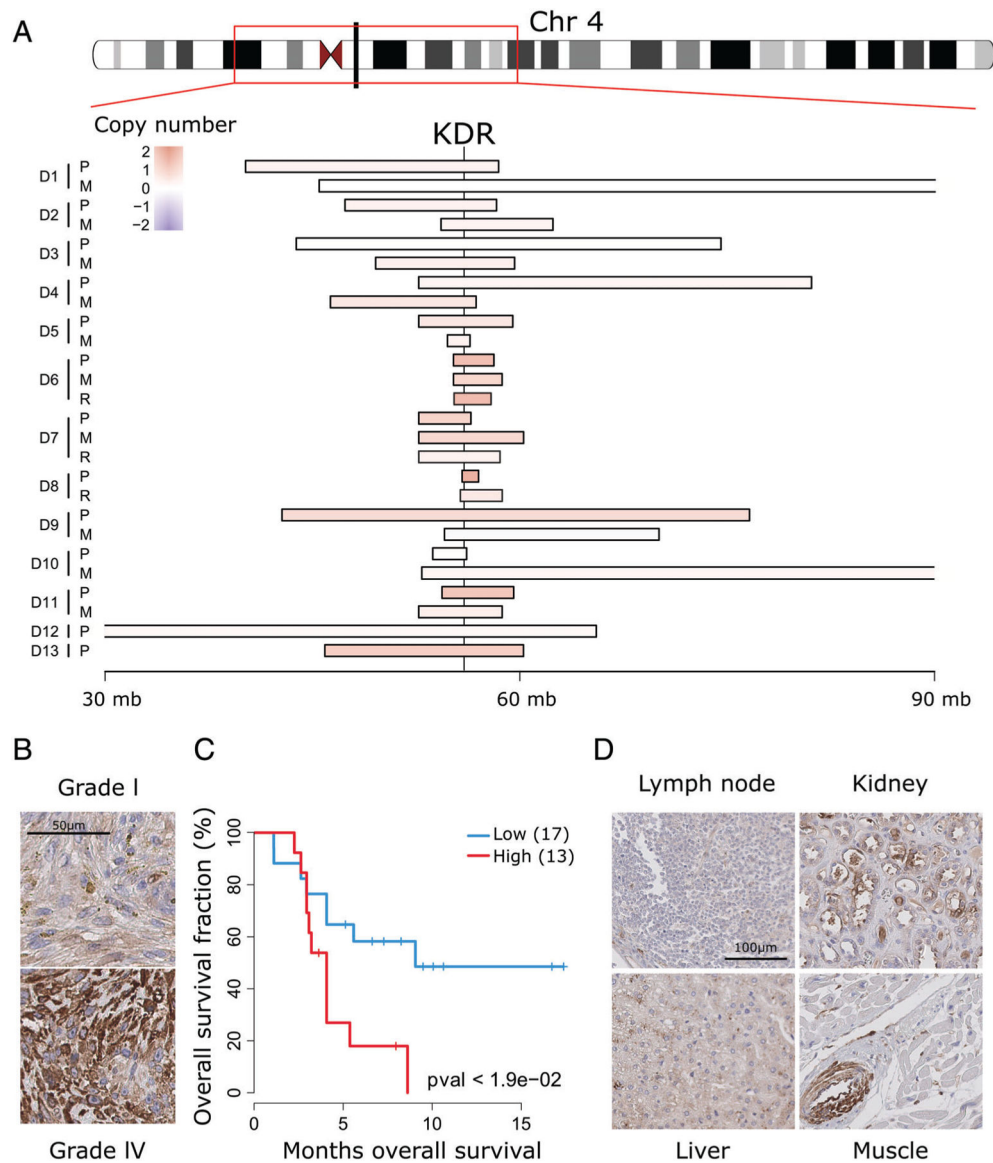 A
Chr 4
Copy number
2
1
0
−1
−2
KDR
D1 P
M
D2 P
M
D3 P
M
D4 P
M
D5 P
M
D6 P
M
R
D7 P
M
R
D8 P
R
D9 P
M
D10 P
M
D11 P
M
D12 P
D13 P
30 mb 60 mb 90 mb
B
Grade I
50μm
Grade IV
C
Overall survival fraction (%)
100
80
60
40
20
0
Low (17)
High (13)
pval < 1.9e−02
0 5 10 15
Months overall survival
D
Lymph node Kidney
100μm
Liver Muscle